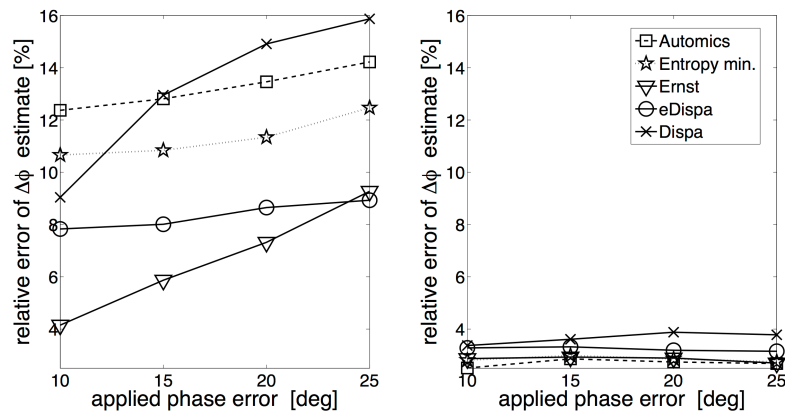 relative error of Δϕ estimate [%]
16
14
12
10
8
6
4
10
15
20
25
applied phase error [deg]
relative error of Δϕ estimate [%]
16
14
12
10
8
6
4
10
15
20
25
applied phase error [deg]
Automics
Entropy min.
Ernst
eDispa
Dispa